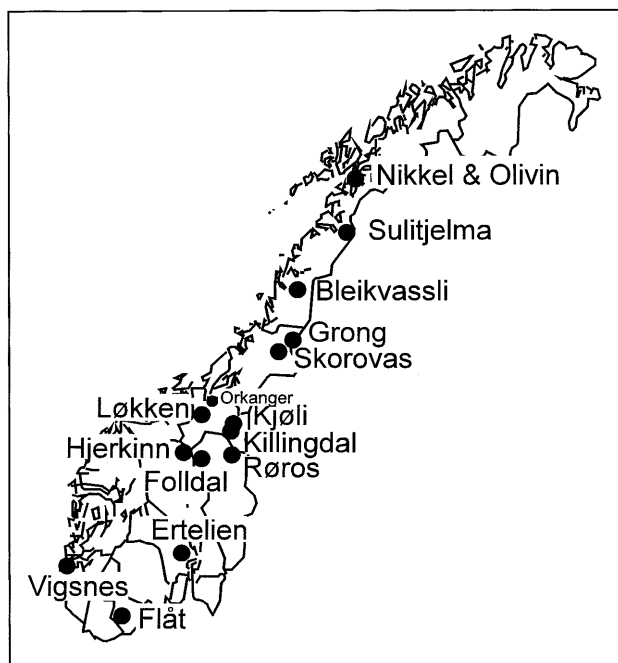 Nikkel & Olivin
Sulitjelma
Bleikvassli
Grong
Skorovas
Orkanger
Løkken
Kjøli
Killingdal
Hjerkinn
Røros
Folldal
Ertelien
Vigsnes
Flåt